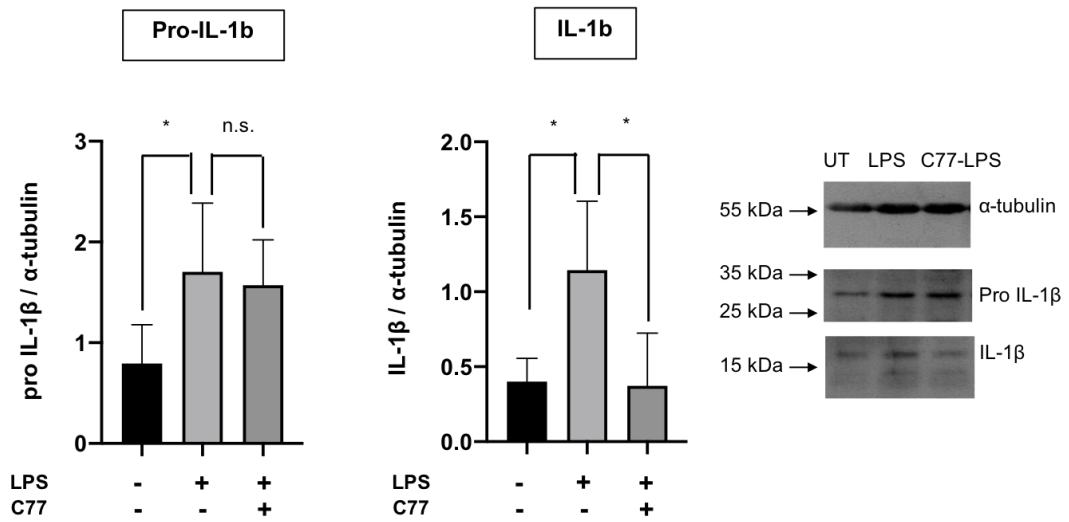 Pro-IL-1b
pro IL-1β / α-tubulin
3
2
1
0
*
n.s.
LPS - + +
C77 - - +
IL-1b
IL-1β / α-tubulin
2.0
1.5
1.0
0.5
0.0
*
*
- + +
- - +
UT LPS C77-LPS
55 kDa α-tubulin
35 kDa
Pro IL-1β
25 kDa
IL-1β
15 kDa